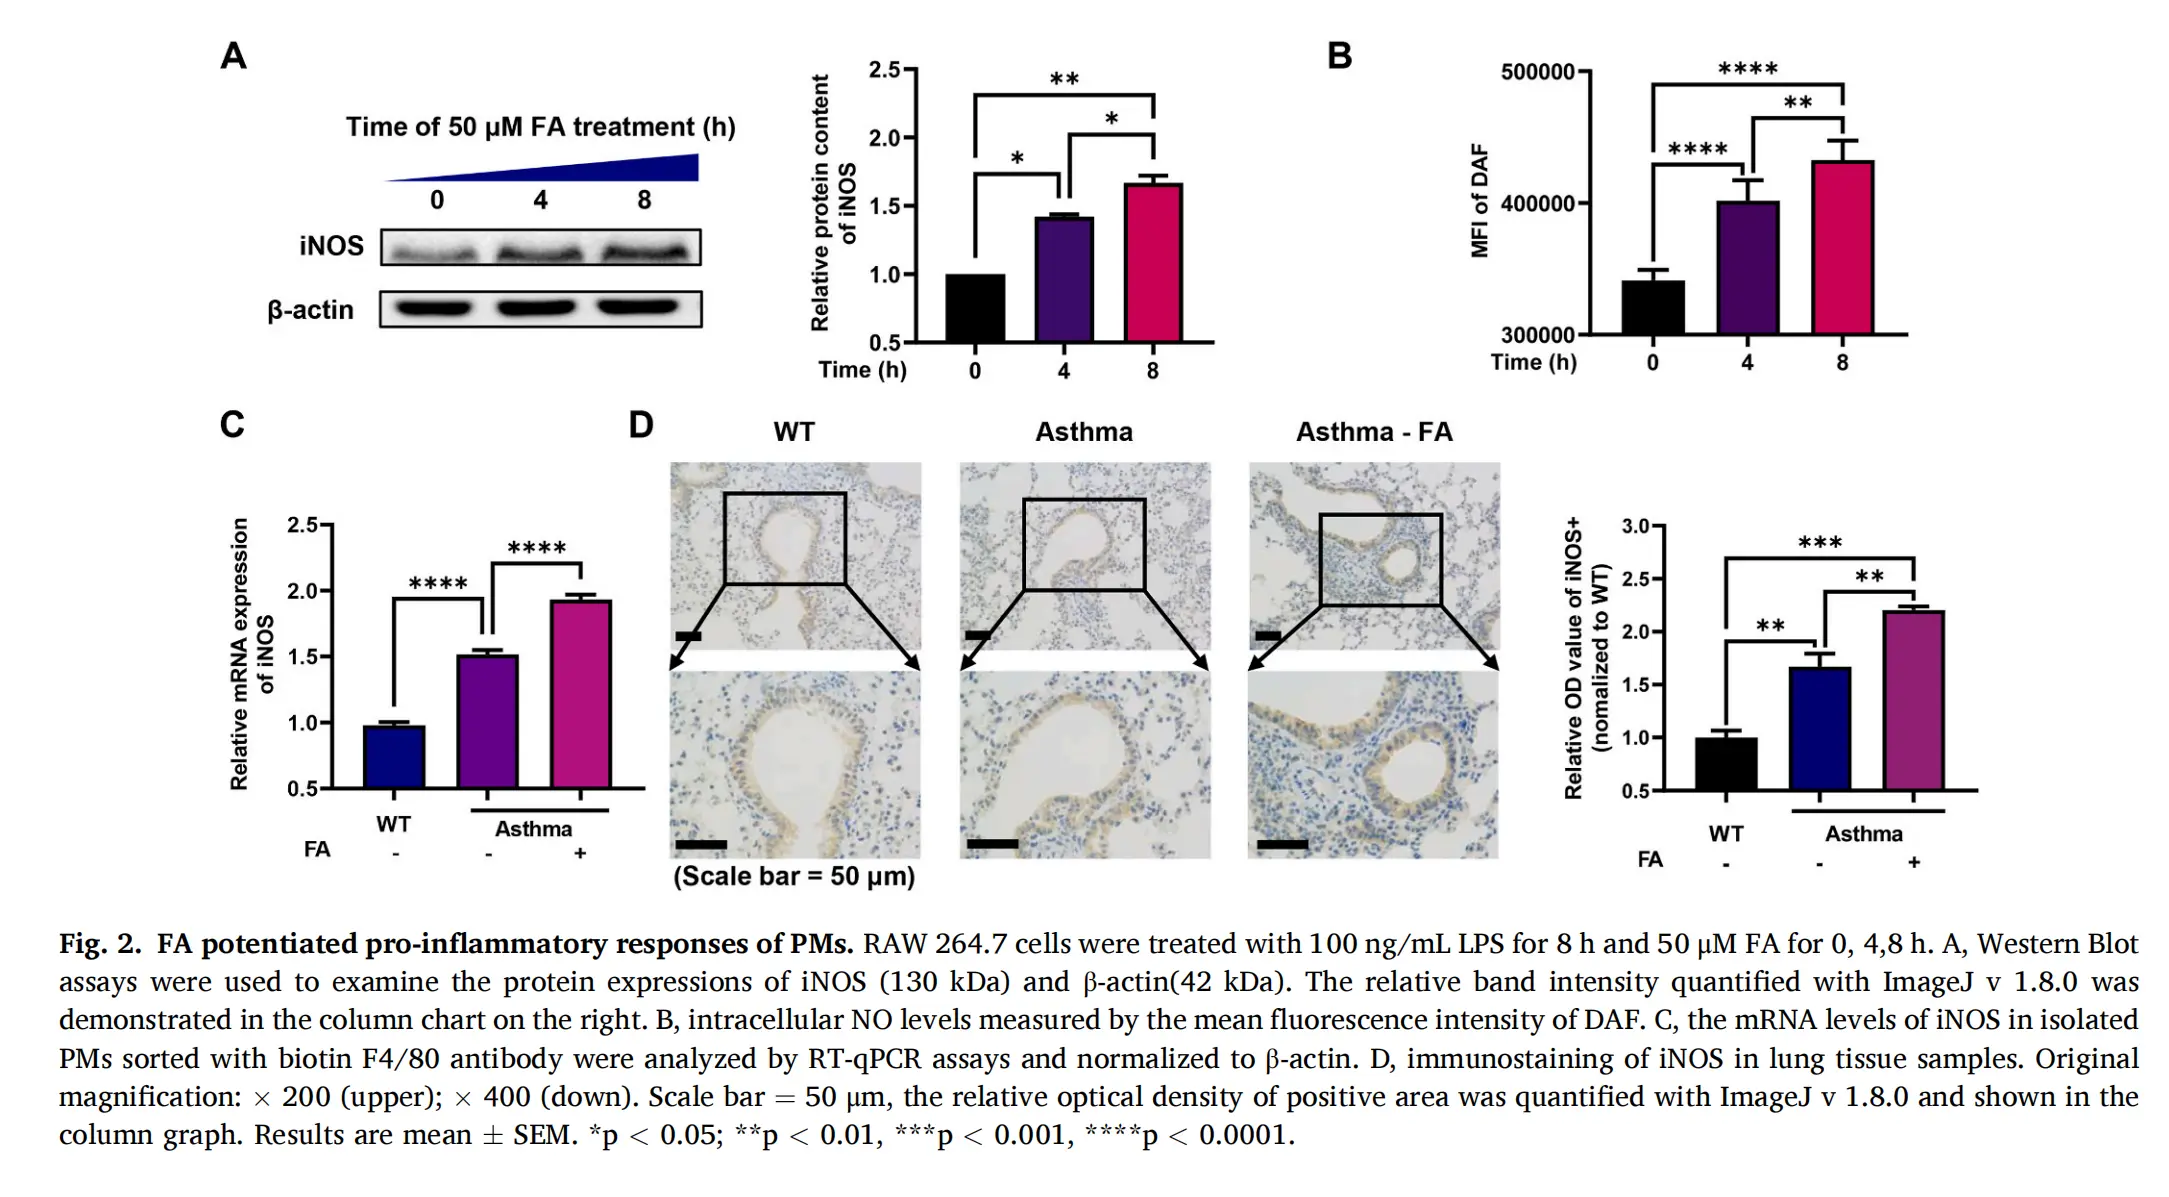 A
Time of 50 µM FA treatment (h)
0 4 8
iNOS
β-actin
Relative protein content
of iNOS
2.5
2.0
1.5
1.0
0.5
**
*
*
Time (h) 0 4 8
B
MFI of DAF
500000
400000
300000
****
**
****
Time (h) 0 4 8
C
Relative mRNA expression
of iNOS
2.5
2.0
1.5
1.0
0.5
****
****
WT Asthma
FA - - +
D
WT Asthma Asthma - FA
(Scale bar = 50 µm)
Relative OD value of iNOS+
(nomalized to WT)
3.0
2.5
2.0
1.5
1.0
0.5
***
**
**
WT Asthma
FA - - +
Fig. 2. FA potentiated pro-inflammatory responses of PMs. RAW 264.7 cells were treated with 100 ng/mL LPS for 8 h and 50 µM FA for 0, 4,8 h. A, Western Blot
assays were used to examine the protein expressions of iNOS (130 kDa) and β-actin(42 kDa). The relative band intensity quantified with ImageJ v 1.8.0 was
demonstrated in the column chart on the right. B, intracellular NO levels measured by the mean fluorescence intensity of DAF. C, the mRNA levels of iNOS in isolated
PMs sorted with biotin F4/80 antibody were analyzed by RT-qPCR assays and normalized to β-actin. D, immunostaining of iNOS in lung tissue samples. Original
magnification: × 200 (upper); × 400 (down). Scale bar = 50 µm, the relative optical density of positive area was quantified with ImageJ v 1.8.0 and shown in the
column graph. Results are mean ± SEM. *p < 0.05; **p < 0.01, ***p < 0.001, ****p < 0.0001.